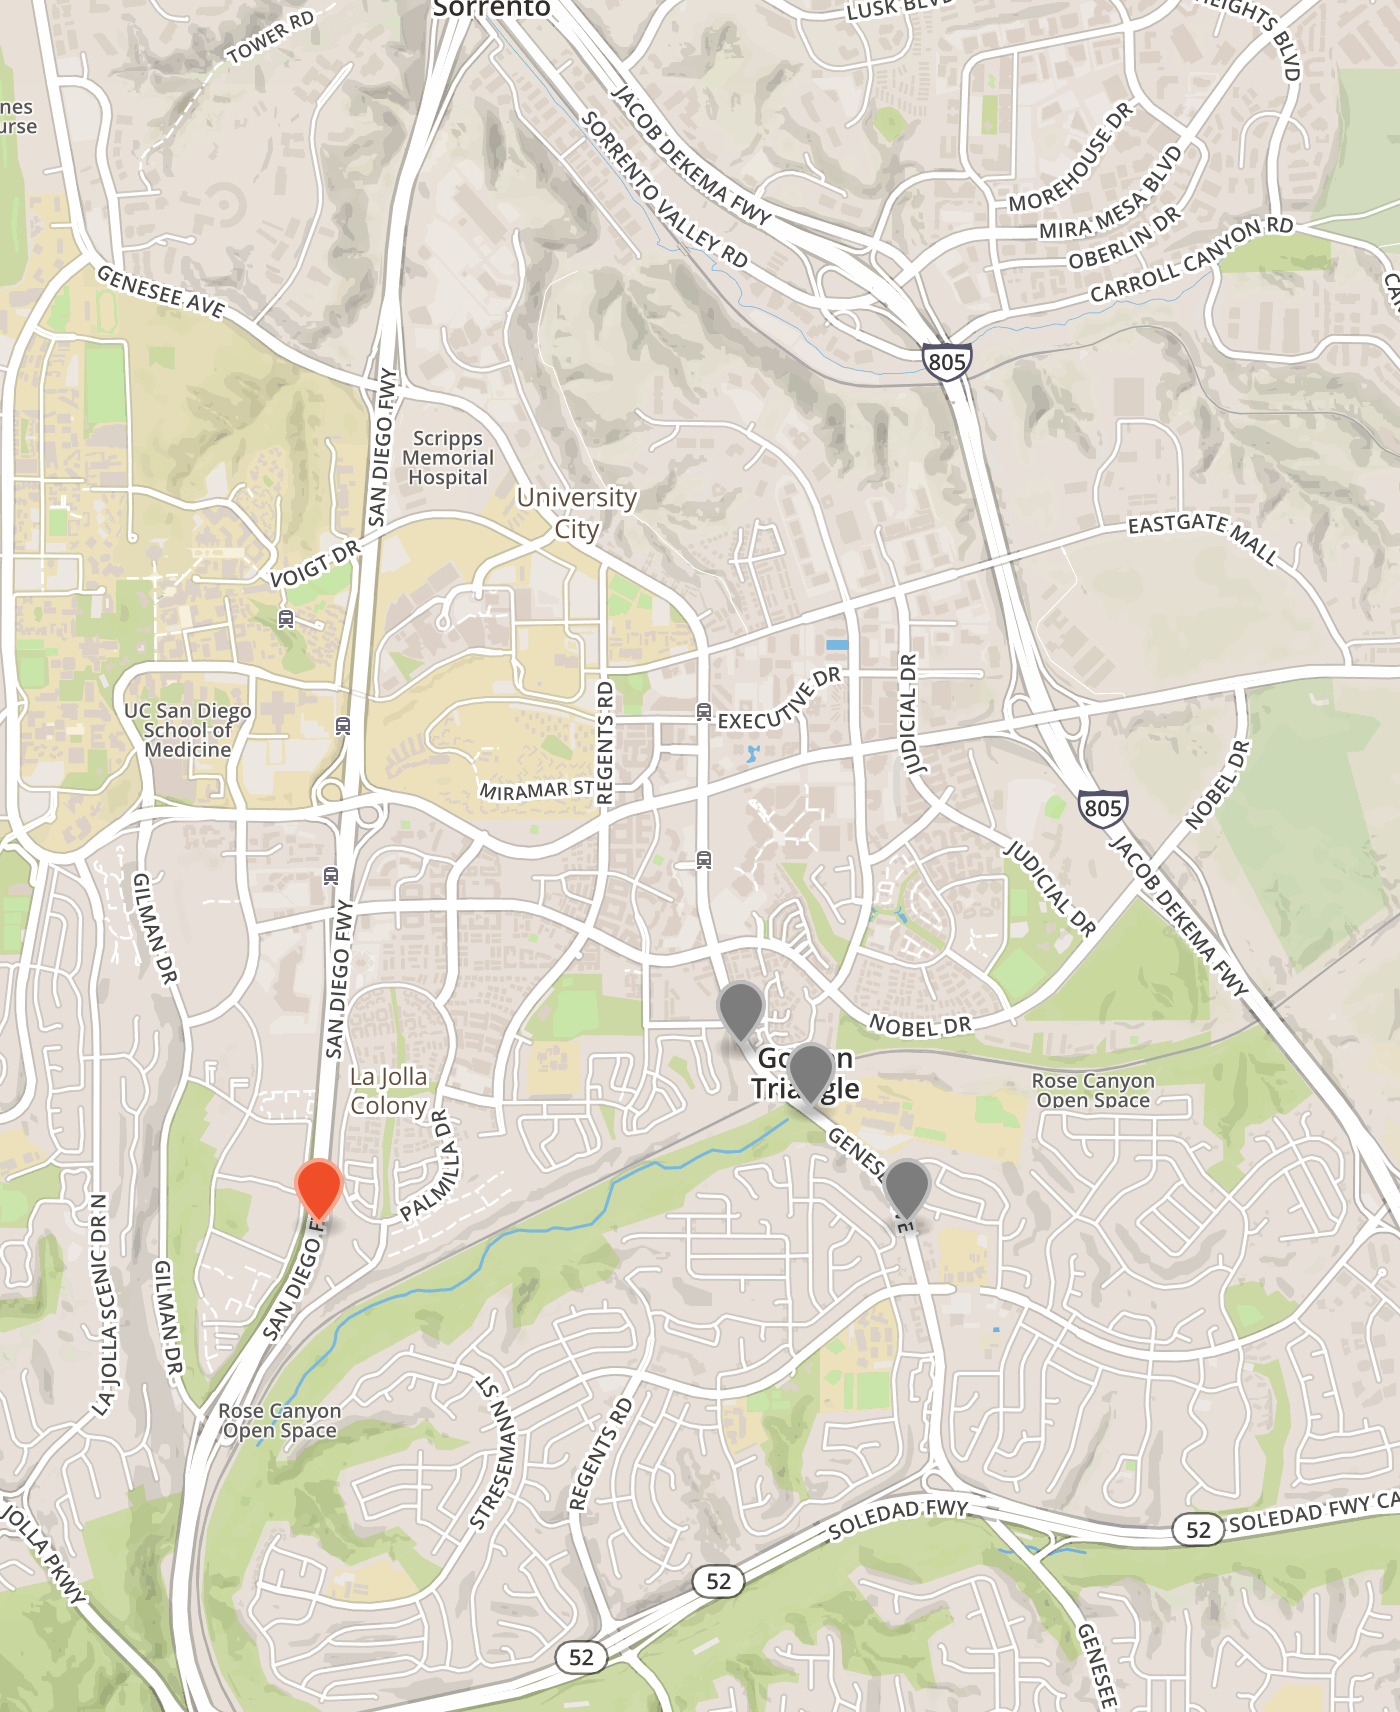 Sorrento
TOWER RD
LUSK BLVD
HEIGHTS BLVD
nes
urse
JACOB DEKEMA FWY
SORRENTO VALLEY RD
MOREHOUSE DR
MIRA MESA BLVD
OBERLIN DR
CARROLL CANYON RD
GENESEE AVE
805
SAN DIEGO FWY
Scripps
Memorial
Hospital
University
City
EASTGATE MALL
VOIGT DR
JUDICIAL DR
EXECUTIVE DR
REGENTS RD
UC San Diego
School of
Medicine
MIRAMAR ST
NOBEL DR
805
JUDICIAL DR
JACOB DEKEMA FWY
GILMAN DR
SAN DIEGO FWY
NOBEL DR
La Jolla
Colony
Rose Canyon
Open Space
PALMILLA DR
LA JOLLA SCENIC DR N
GILMAN DR
SAN DIEGO F
Rose Canyon
Open Space
STRESEMANN ST
REGENTS RD
JOLLA PKWY
SOLEDAD FWY
52
SOLEDAD FWY CA
52
52
GENESEE